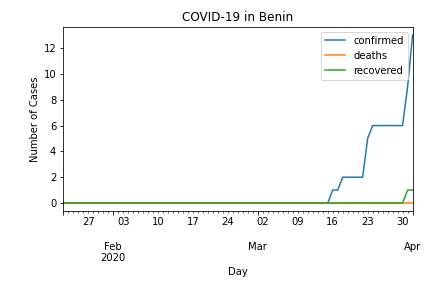 COVID-19 in Benin
confirmed
deaths
recovered
Number of Cases
12
10
8
6
4
2
0
27 03 10 17 24 02 09 16 23 30
Feb Mar Apr
2020
Day